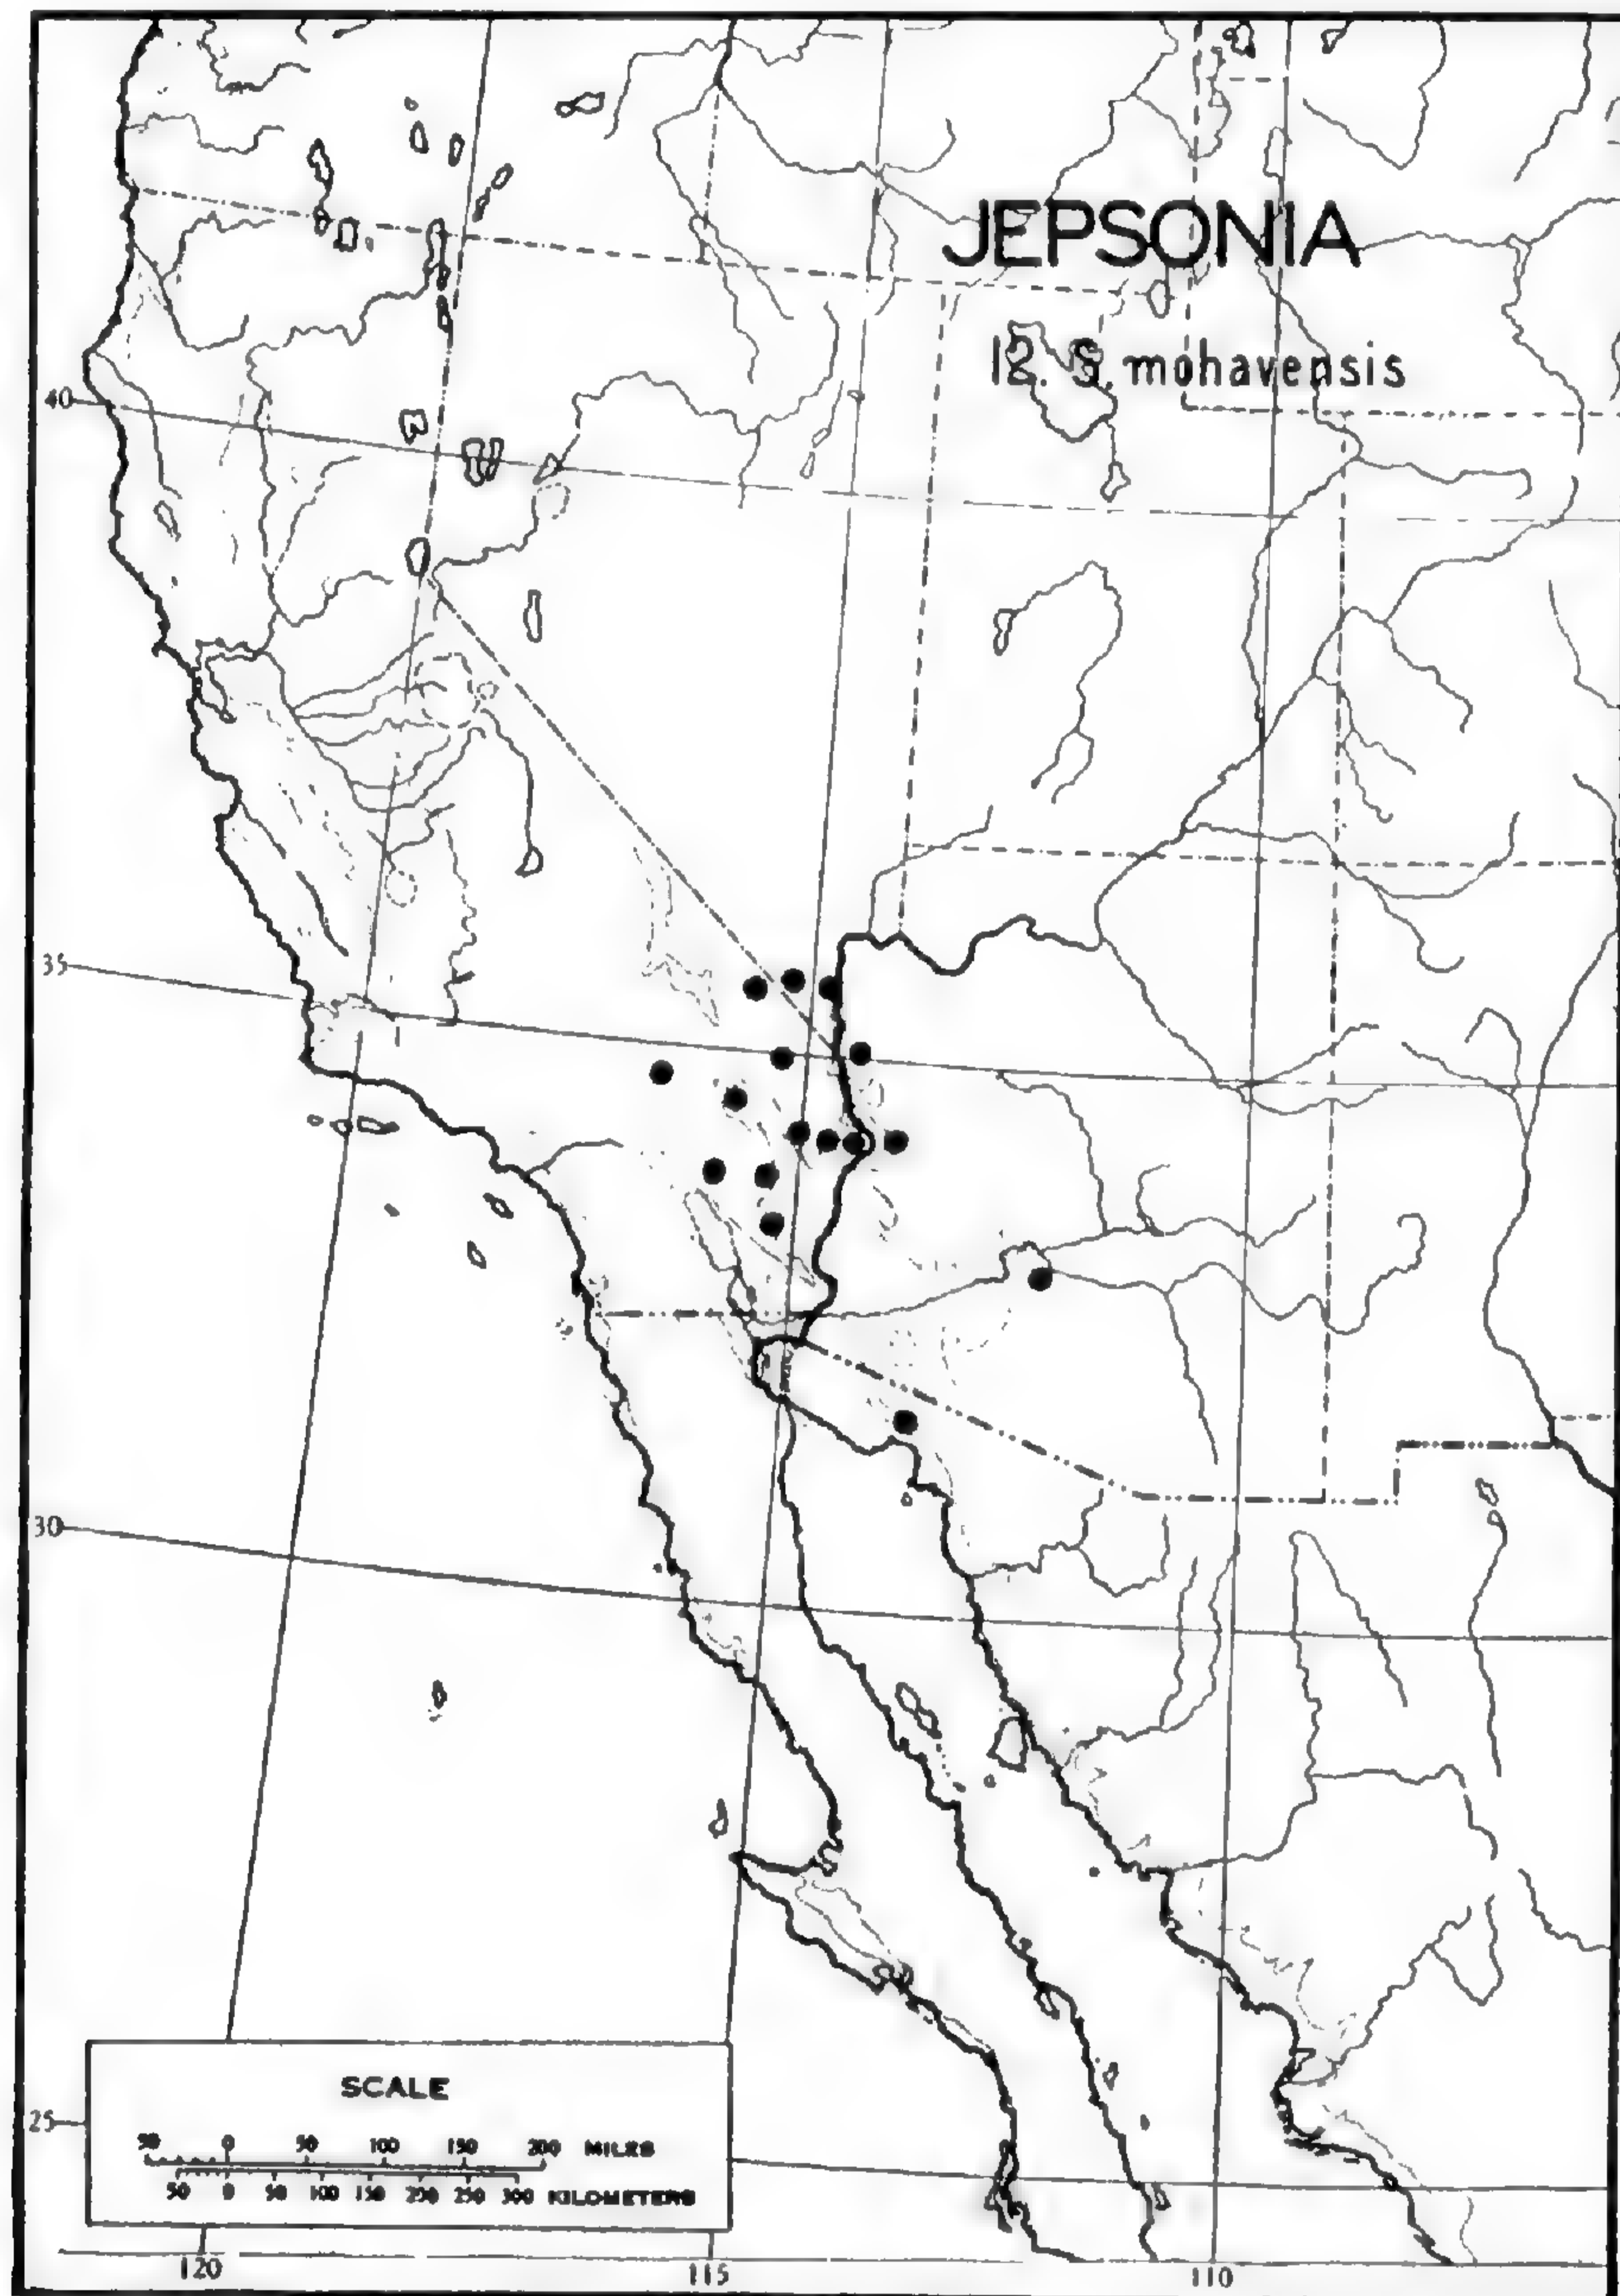 JEPSONIA
12. S. mohavensis
40
35
30
25
SCALE
50 0 50 100 150 200 MILES
50 0 50 100 150 200 250 300 KILOMETERS
120 115 110